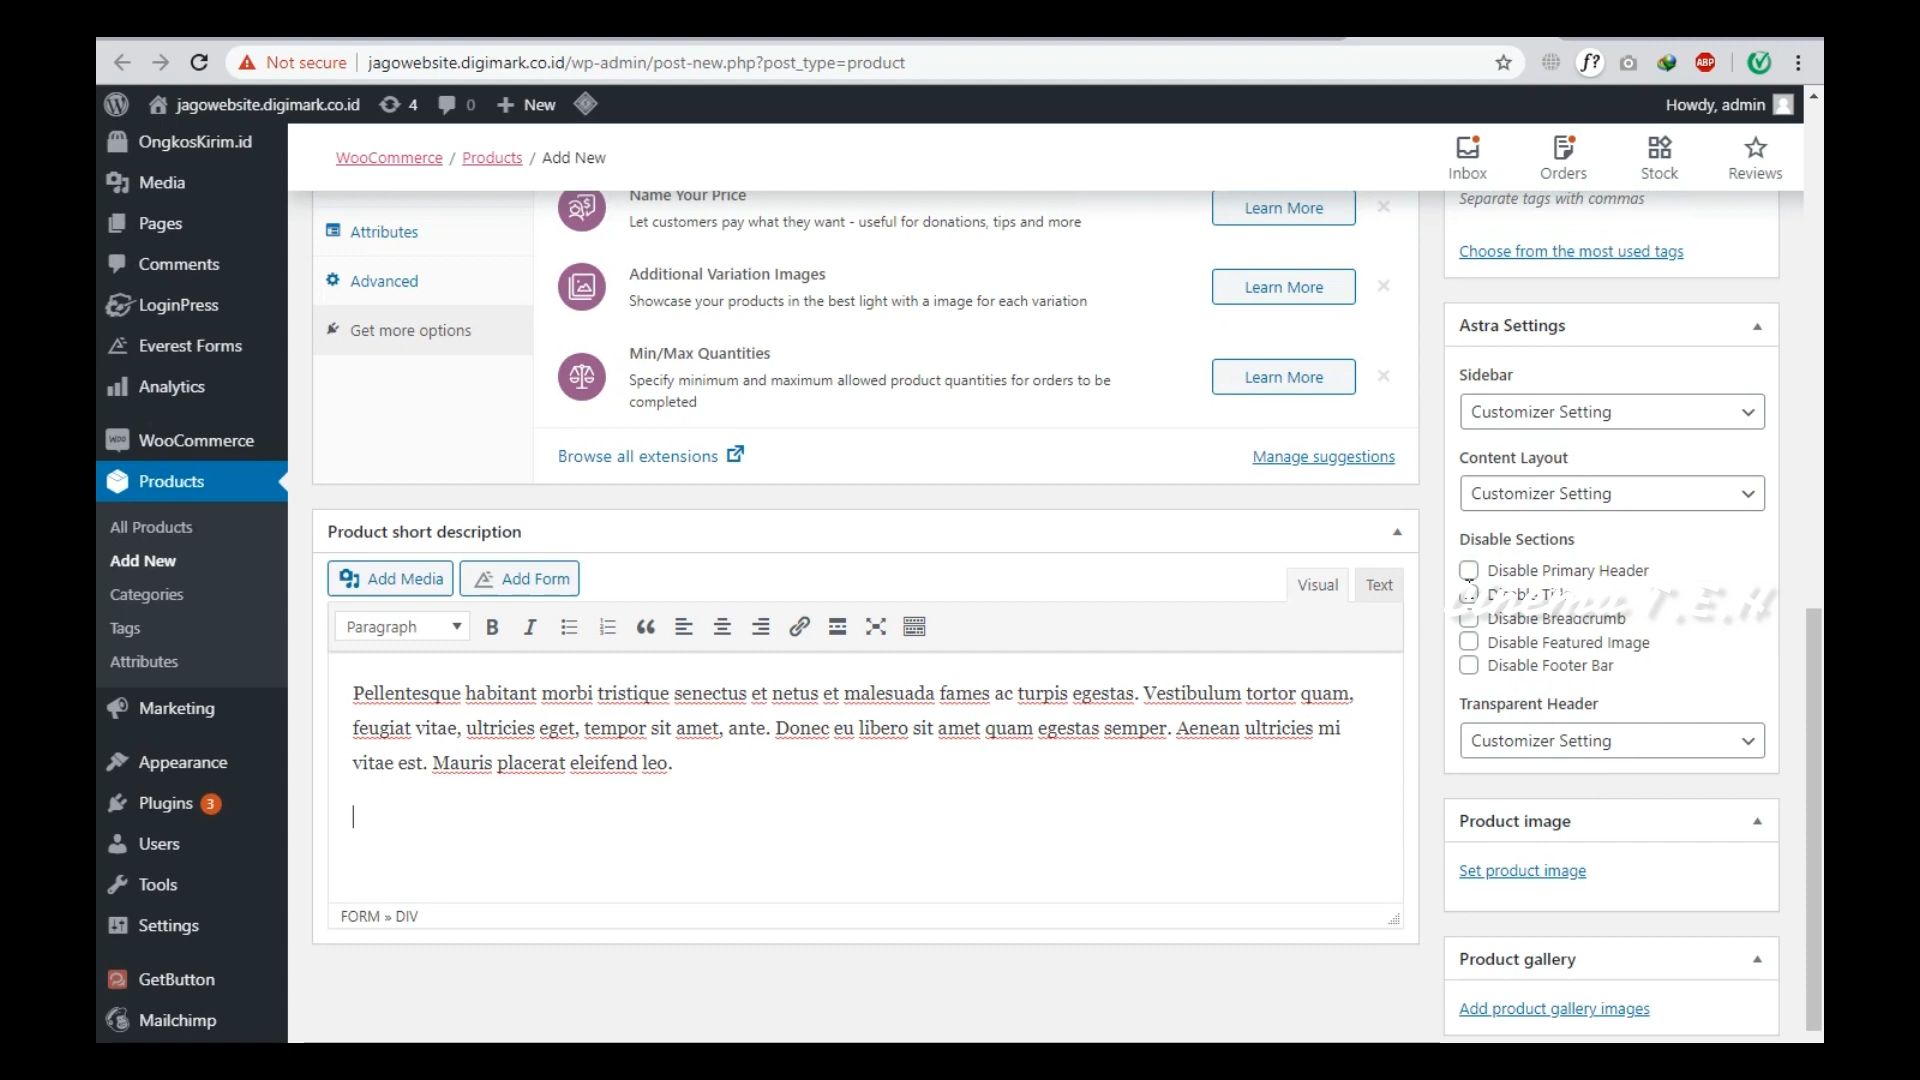 Not secure
jagowebsite.digimark.co.id/wp-admin/post-new.php?post_type=product
f?
ABP
jagowebsite.digimark.co.id
4
0
New
Howdy, admin
OngkosKirim.id
Media
Pages
Comments
LoginPress
Everest Forms
Analytics
WooCommerce
Products
All Products
Add New
Categories
Tags
Attributes
Marketing
Appearance
Plugins 3
Users
Tools
Settings
GetButton
Mailchimp
WooCommerce / Products / Add New
Inbox
Orders
Stock
Reviews
Attributes
Advanced
Get more options
Name Your Price
Let customers pay what they want - useful for donations, tips and more
Learn More
Additional Variation Images
Showcase your products in the best light with a image for each variation
Learn More
Min/Max Quantities
Specify minimum and maximum allowed product quantities for orders to be
completed
Learn More
Browse all extensions
Manage suggestions
Product short description
Add Media
Add Form
Visual
Text
Paragraph
B
I
Pellentesque habitant morbi tristique senectus et netus et malesuada fames ac turpis egestas. Vestibulum tortor quam,
feugiat vitae, ultricies eget, tempor sit amet, ante. Donec eu libero sit amet quam egestas semper. Aenean ultricies mi
vitae est. Mauris placerat eleifend leo.
FORM » DIV
Separate tags with commas
Choose from the most used tags
Astra Settings
Sidebar
Customizer Setting
Content Layout
Customizer Setting
Disable Sections
Disable Primary Header
Disable Title
T.E.H
Disable Breadcrumb
Disable Featured Image
Disable Footer Bar
Transparent Header
Customizer Setting
Product image
Set product image
Product gallery
Add product gallery images